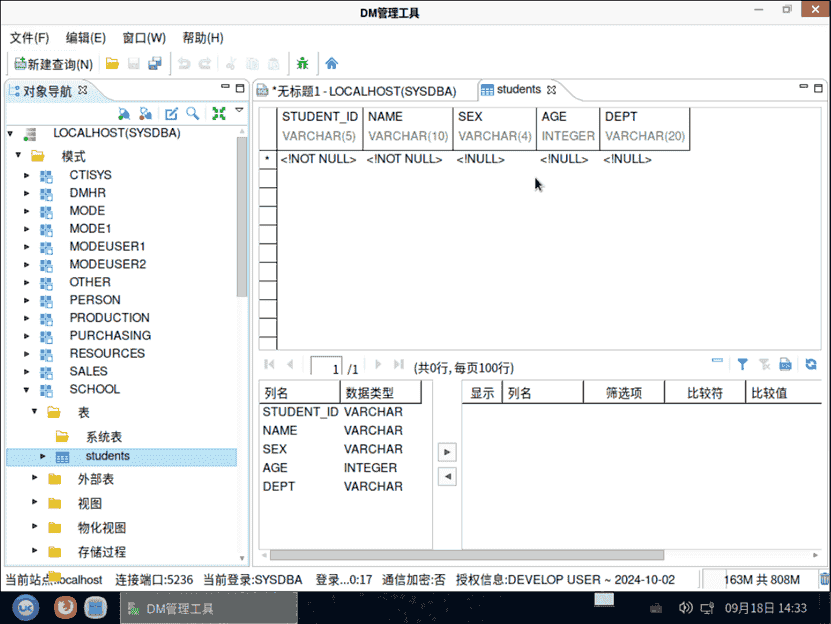 DM管理工具
文件(F) 编辑(E) 窗口(W) 帮助(H)
新建查询(N)
对象导航
*无标题1 - LOCALHOST(SYSDBA)
students
LOCALHOST(SYSDBA)
模式
CTISYS
DMHR
MODE
MODE1
MODEUSER1
MODEUSER2
OTHER
PERSON
PRODUCTION
PURCHASING
RESOURCES
SALES
SCHOOL
表
系统表
students
外部表
视图
物化视图
存储过程
STUDENT_ID NAME SEX AGE DEPT
VARCHAR(5) VARCHAR(10) VARCHAR(4) INTEGER VARCHAR(20)
* <!NOT NULL> <!NOT NULL> <!NULL> <!NULL> <!NULL>
1 /1 (共0行, 每页100行)
列名 数据类型
STUDENT_ID VARCHAR
NAME VARCHAR
SEX VARCHAR
AGE INTEGER
DEPT VARCHAR
显示 列名 筛选项 比较符 比较值
当前站点:localhost 连接端口:5236 当前登录:SYSDBA 登录...0:17 通信加密:否 授权信息:DEVELOP USER ~ 2024-10-02 163M 共 808M
DM管理工具
09月18日 14:33